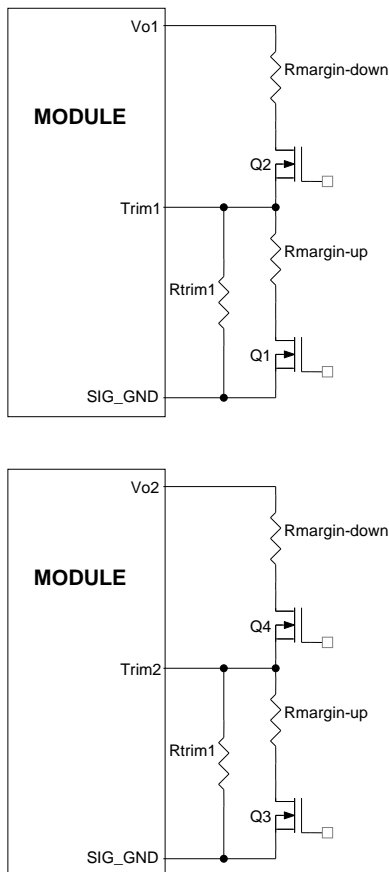 Vo1
Rmargin-down
MODULE
Q2
Trim1
Rmargin-up
Rtrim1
Q1
SIG_GND
Vo2
Rmargin-down
MODULE
Q4
Trim2
Rmargin-up
Rtrim1
Q3
SIG_GND